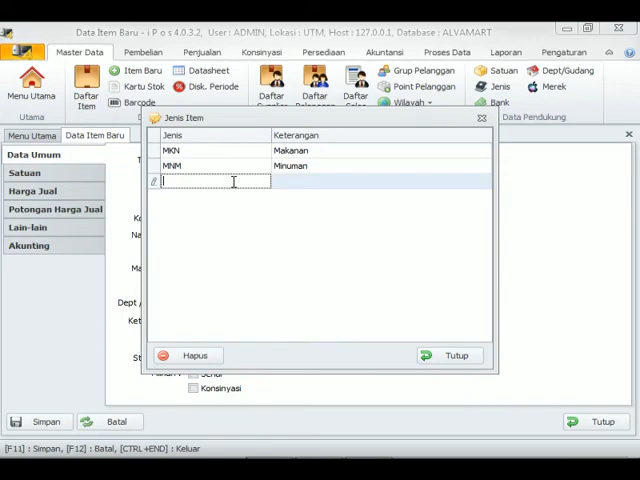 Data Item Baru - i P o s 4.0.3.2, User : ADMIN, Lokasi : UTM, Host : 127.0.0.1, Database : ALVAMART
Master Data Pembelian Penjualan Konsinyasi Persediaan Akuntansi Proses Data Laporan Pengaturan
Menu Utama
Daftar Item
Item Baru
Kartu Stok
Barcode
Datasheet
Disk. Periode
Daftar
Daftar
Daftar
Grup Pelanggan
Point Pelanggan
Wilayah
Satuan
Jenis
Bank
Dept/Gudang
Merek
Utama
Data Pendukung
Menu Utama Data Item Baru
Data Umum
Satuan
Harga Jual
Potongan Harga Jual
Lain-lain
Akunting
Jenis Item
Jenis Keterangan
MKN Makanan
MNM Minuman
Hapus Tutup
Dept /
Konsinyasi
Simpan Batal Tutup
[F11] : Simpan, [F12] : Batal, [CTRL+END] : Keluar